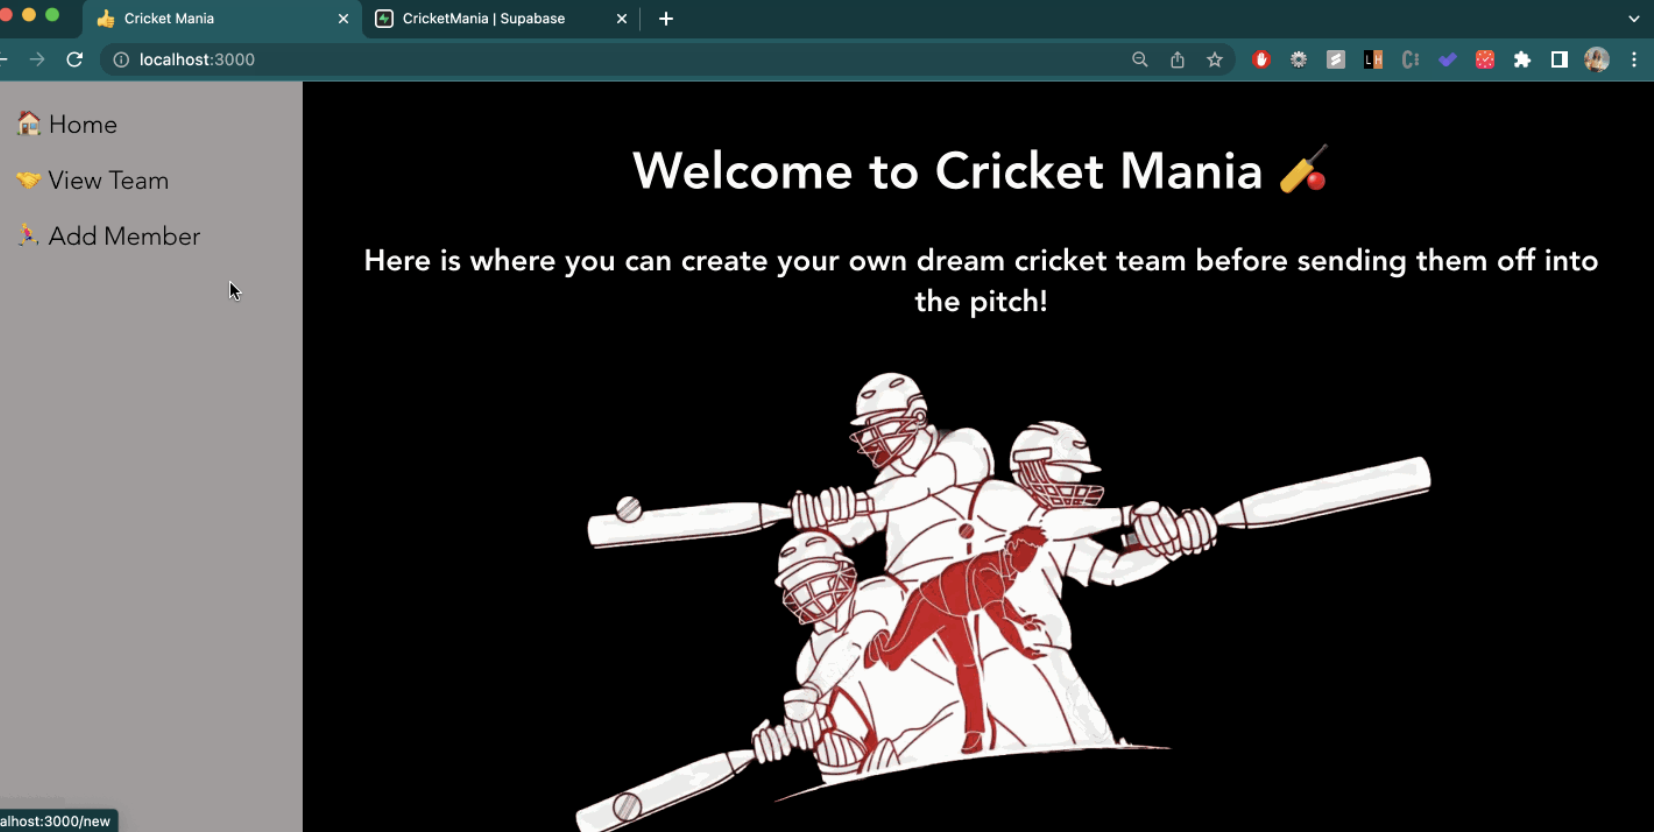 Cricket Mania
CricketMania | Supabase
localhost:3000
🏠 Home
🤝 View Team
🏃‍♀️ Add Member
Welcome to Cricket Mania 🏏
Here is where you can create your own dream cricket team before sending them off into
the pitch!
alhost:3000/new